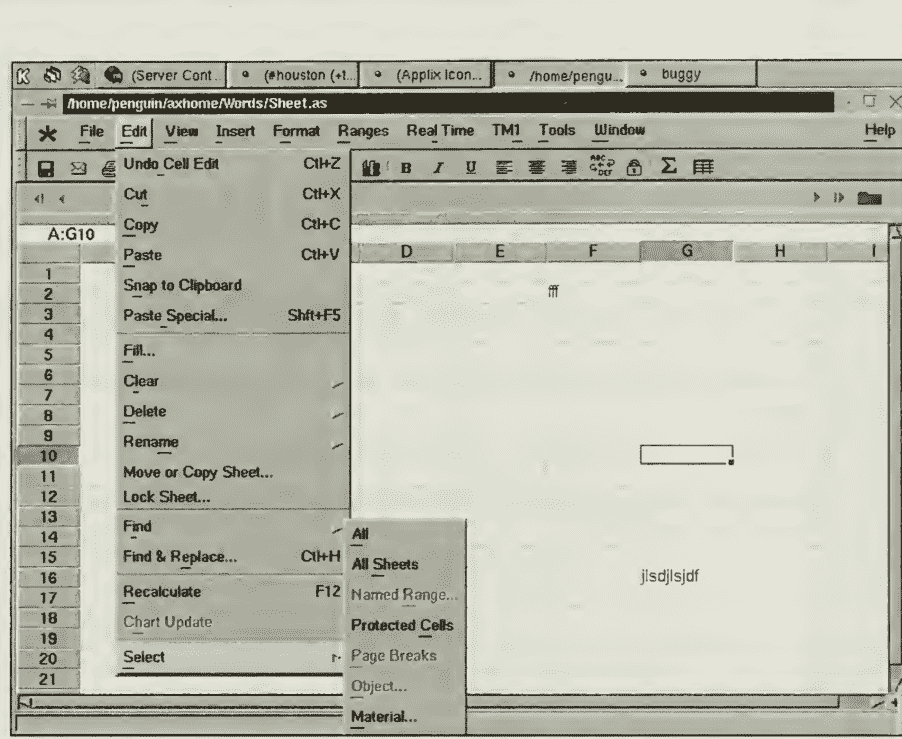 (Server Cont... (#houston (+t... (Applix Icon... /home/pengu... buggy
/home/penguin/axhome/Words/Sheet.as
File Edit View Insert Format Ranges Real Time TM1 Tools Window Help
B I U ABC DEF Σ
A:G10
D E F G H I
Undo Cell Edit Ctl+Z
Cut Ctl+X
Copy Ctl+C
Paste Ctl+V
Snap to Clipboard
Paste Special... Shft+F5
Fill...
Clear
Delete
Rename
Move or Copy Sheet...
Lock Sheet...
Find
Find & Replace... Ctl+H
Recalculate F12
Chart Update
Select
All
All Sheets
Named Range...
Protected Cells
Page Breaks
Object...
Material...
1
2
3
4
5
6
7
8
9
10
11
12
13
14
15
16
17
18
19
20
21
fff
jlsdjlsjdf